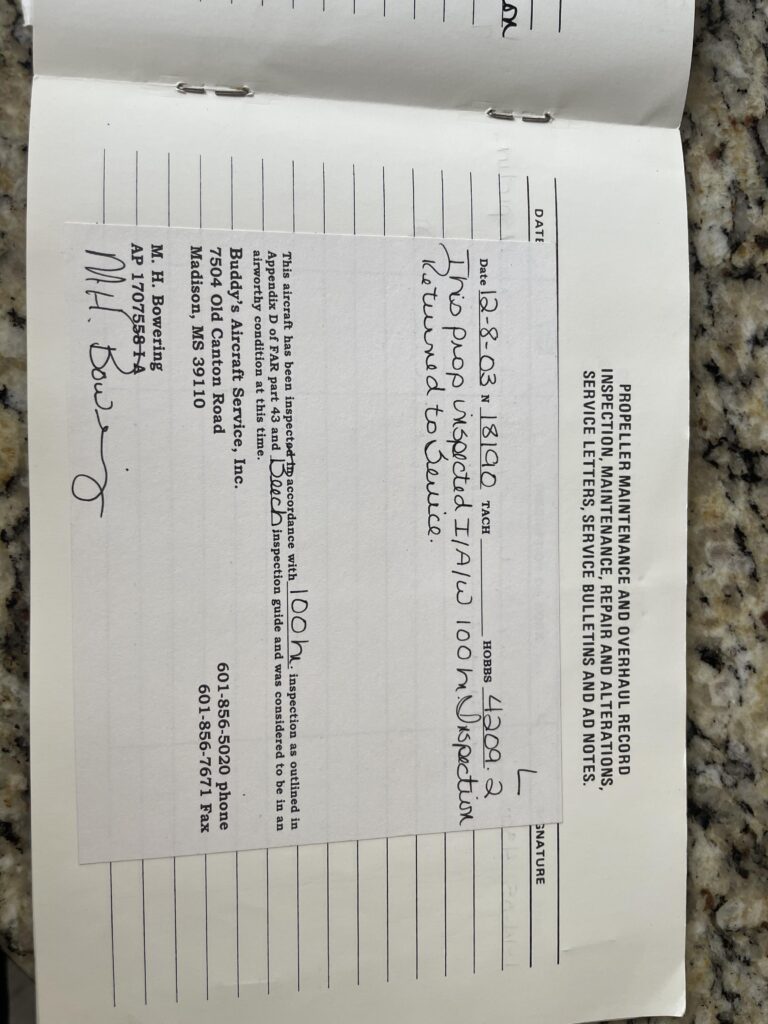 PROPELLER MAINTENANCE AND OVERHAUL RECORD
INSPECTION, MAINTENANCE, REPAIR AND ALTERATIONS,
SERVICE LETTERS, SERVICE BULLETINS AND AD NOTES.
DATE
GNATURE
L
Date 12-8-03 N 18190 TACH HOBBS 4209.2
This prop inspected I/A/W 100 hr. Inspection
Returned to Service.
This aircraft has been inspected in accordance with 100 hr. inspection as outlined in
Appendix D of FAR part 43 and Beech inspection guide and was considered to be in an
airworthy condition at this time.
Buddy's Aircraft Service, Inc.
7504 Old Canton Road
Madison, MS 39110
601-856-5020 phone
601-856-7671 Fax
M. H. Bowering
AP 1707558 I A
M.H. Bowering